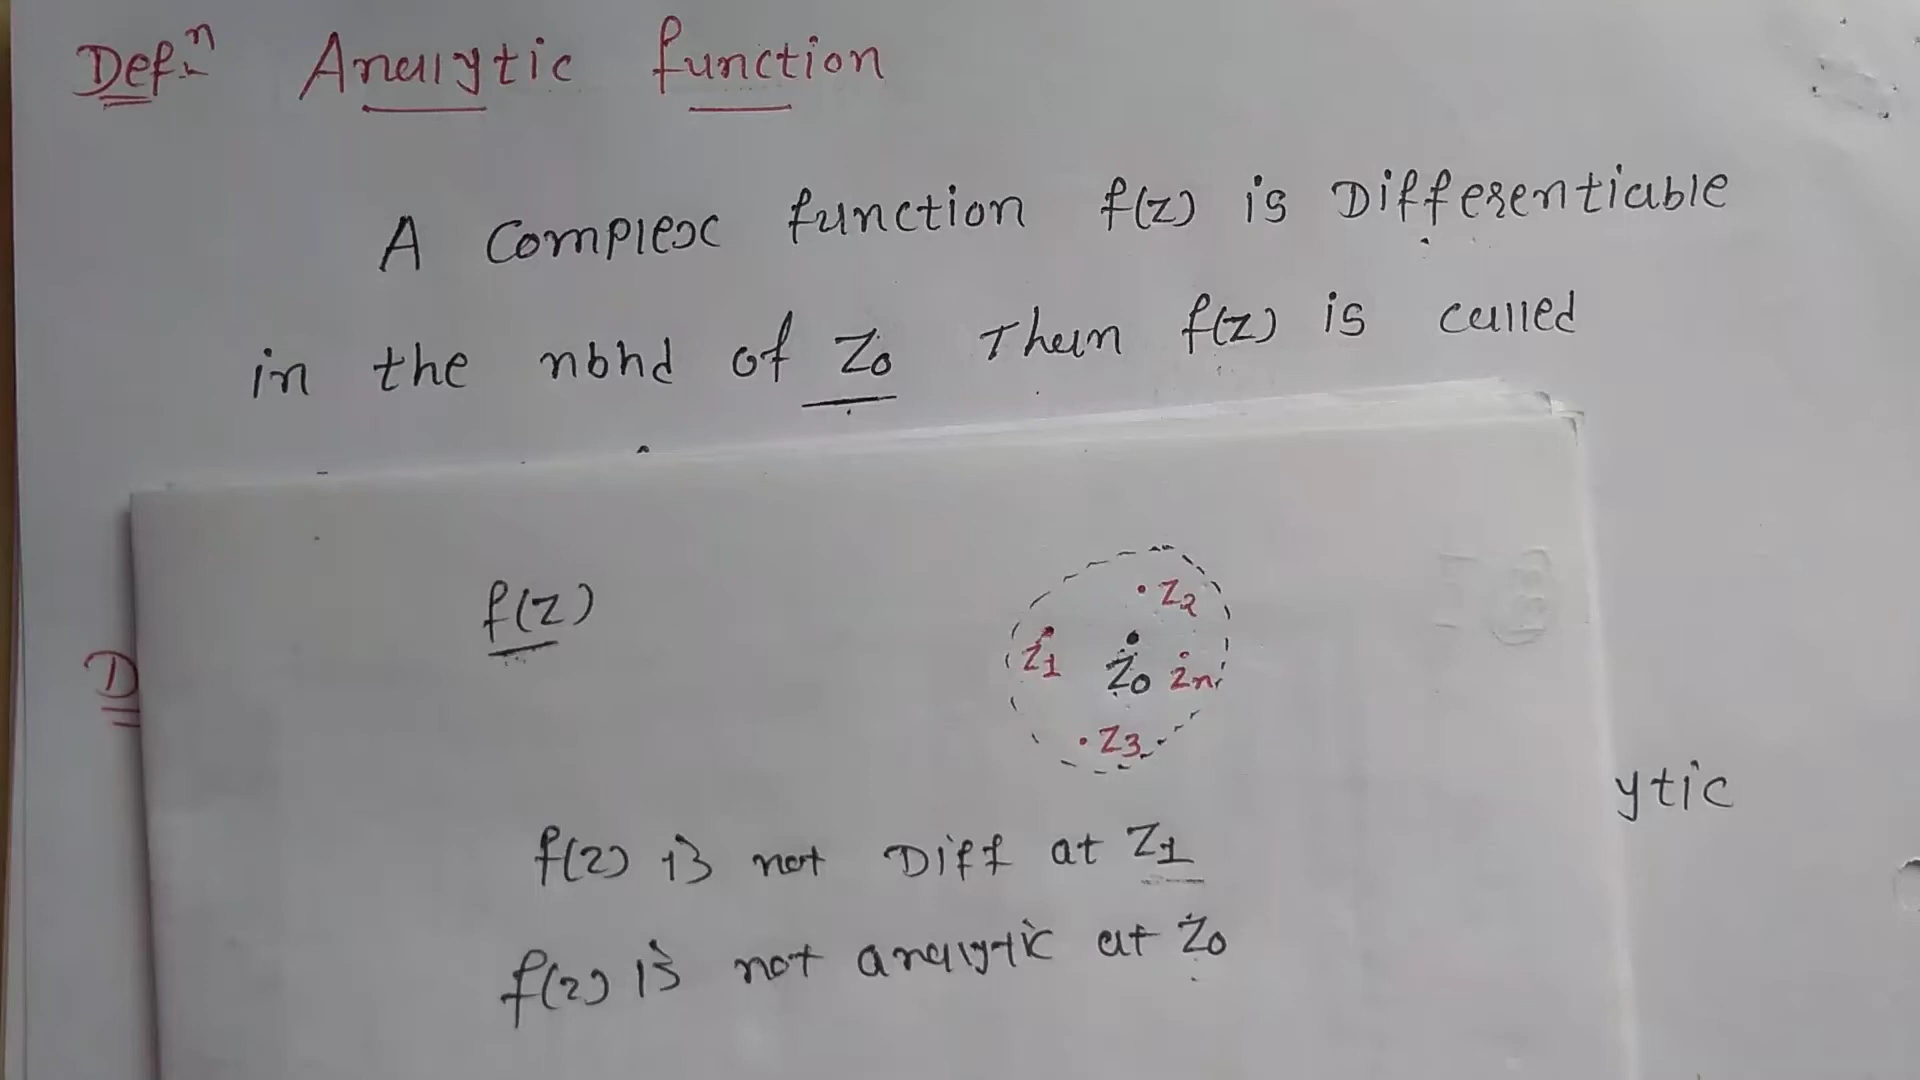 Defⁿ Analytic function
A complex function f(z) is Differentiable
in the nbhd of Z₀ Then f(z) is called
f(z)
Z₂
Z₁ Z₀ Zn
Z₃
D
ytic
f(z) is not Diff at Z₁
f(z) is not analytic at Z₀